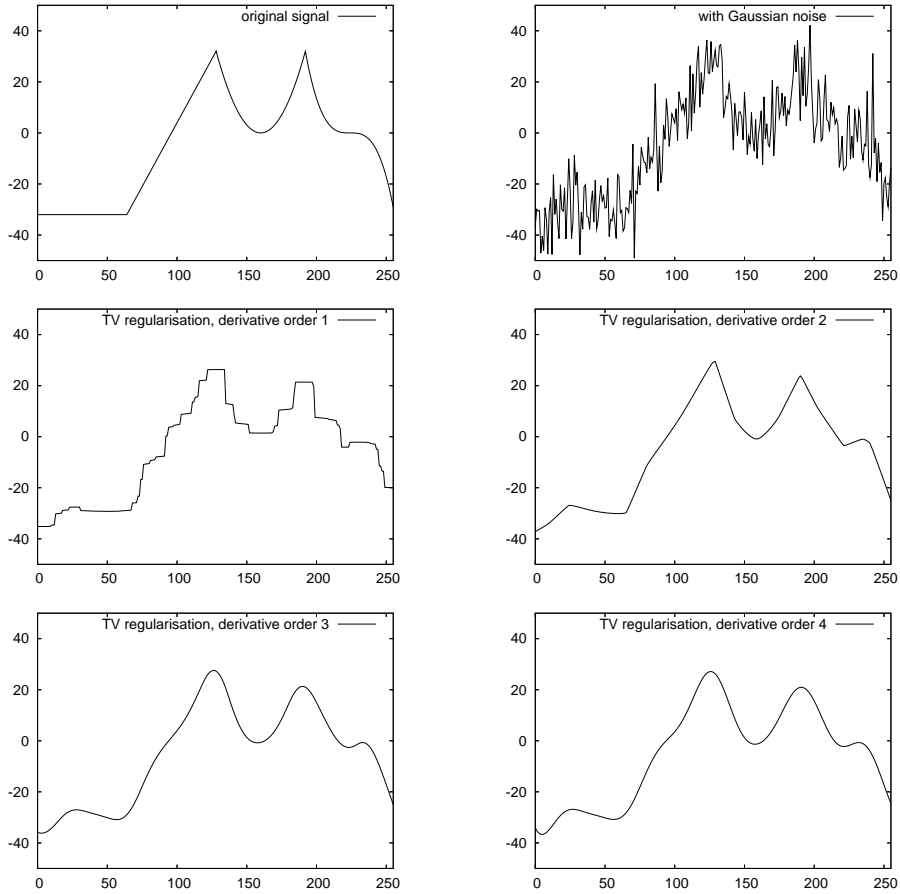 original signal
40
20
0
-20
-40
0 50 100 150 200 250
with Gaussian noise
40
20
0
-20
-40
0 50 100 150 200 250
TV regularisation, derivative order 1
40
20
0
-20
-40
0 50 100 150 200 250
TV regularisation, derivative order 2
40
20
0
-20
-40
0 50 100 150 200 250
TV regularisation, derivative order 3
40
20
0
-20
-40
0 50 100 150 200 250
TV regularisation, derivative order 4
40
20
0
-20
-40
0 50 100 150 200 250